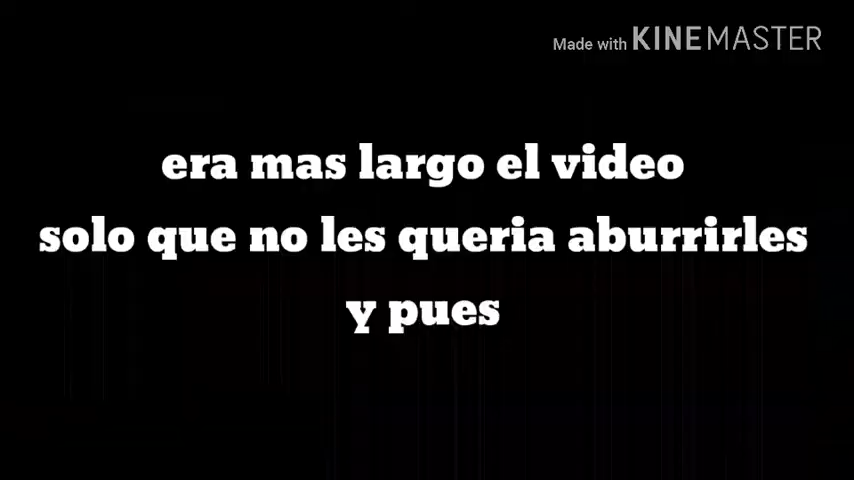 Made with KINEMASTER
era mas largo el video
solo que no les queria aburrirles
y pues